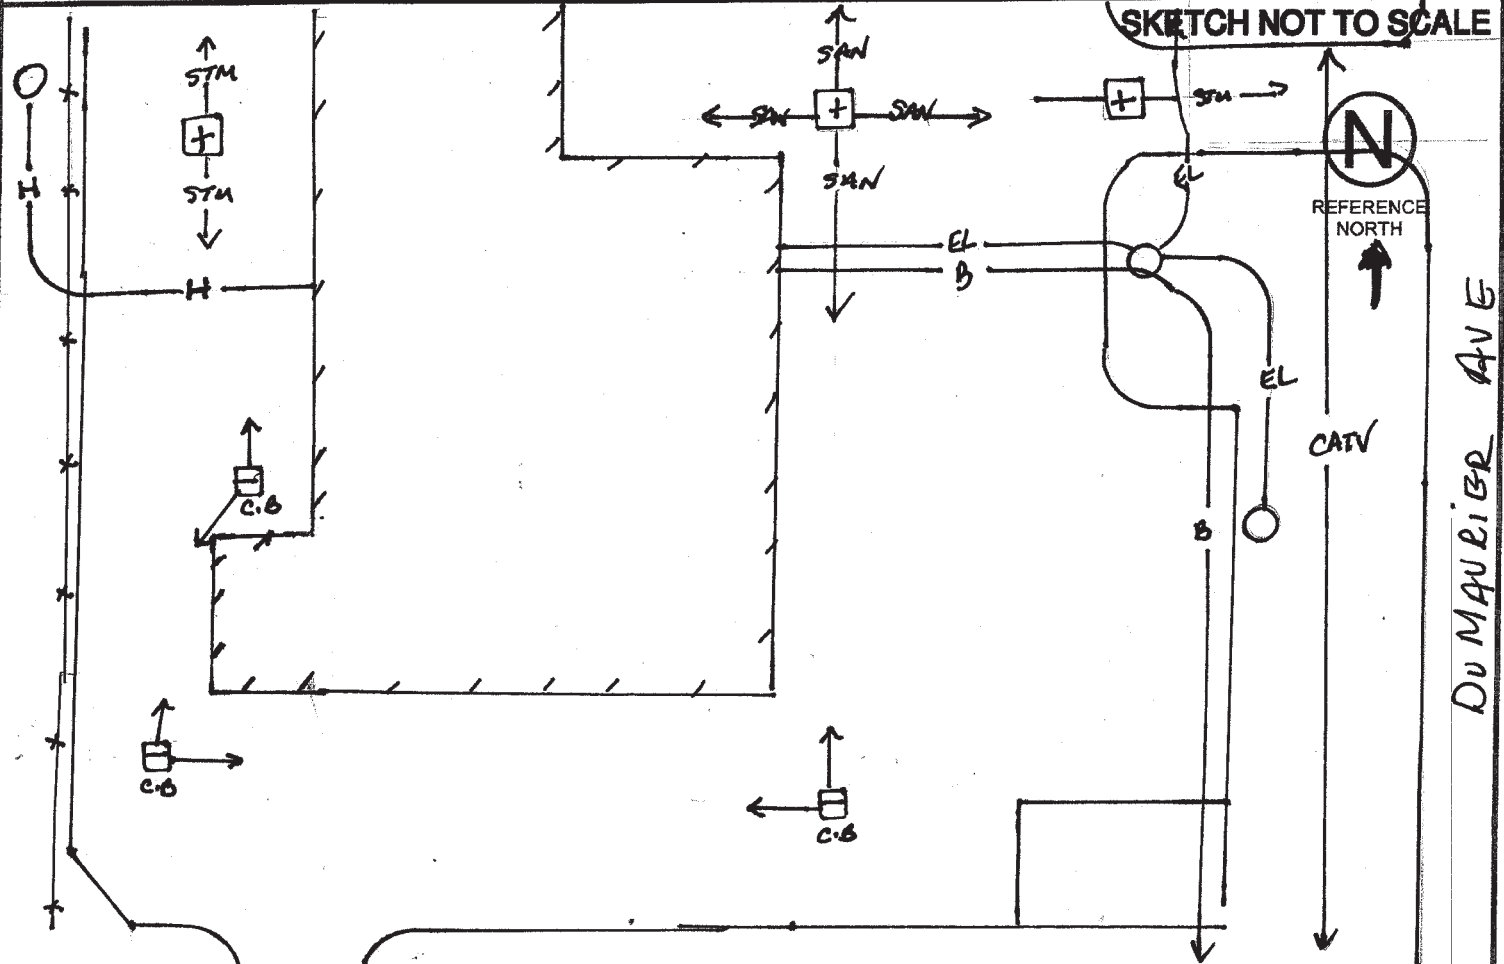 SKETCH NOT TO SCALE
SAN
STM
SAN
SAN
STM
N
EL
SAN
H
STM
REFERENCE
NORTH
EL
B
H
EL
CATV
C.B
B
DU MAURIER AVE
C.B
C.B